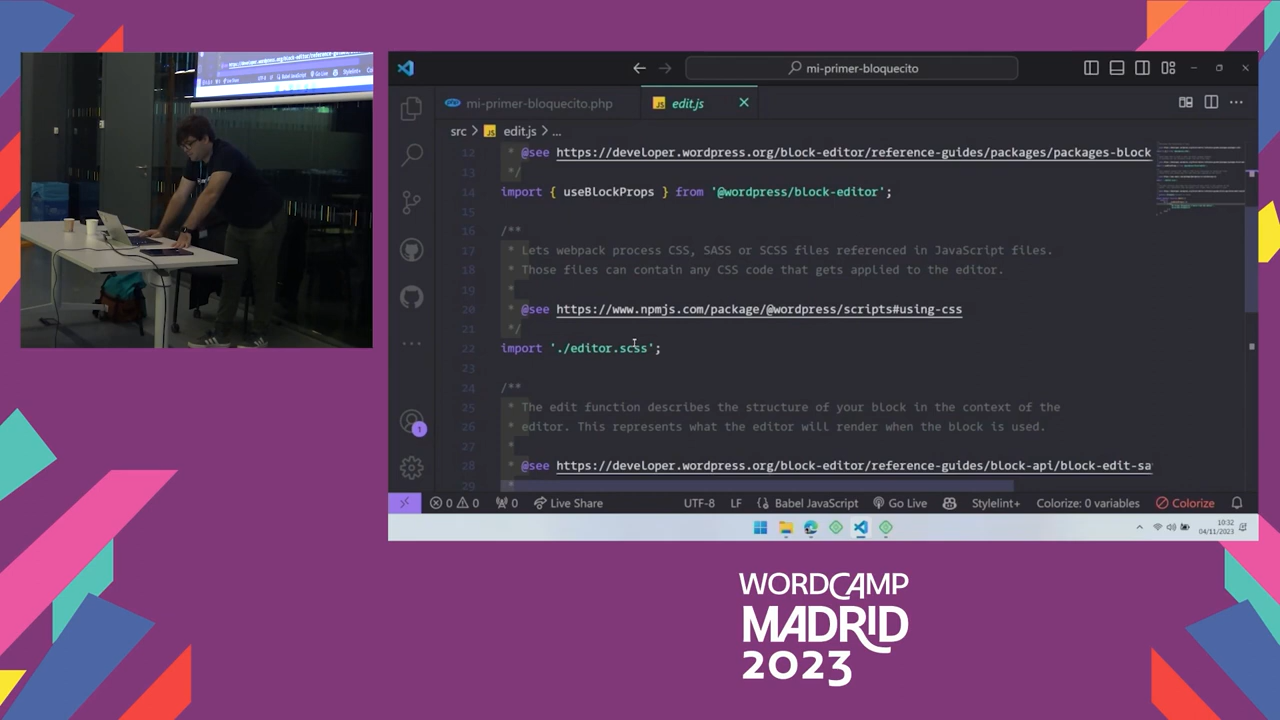 mi-primer-bloquecito
mi-primer-bloquecito.php
edit.js
src > edit.js > ...
12 * @see https://developer.wordpress.org/block-editor/reference-guides/packages/packages-block
import { useBlockProps } from '@wordpress/block-editor';
15
16 /**
17 * Lets webpack process CSS, SASS or SCSS files referenced in JavaScript files.
18 * Those files can contain any CSS code that gets applied to the editor.
19 *
20 * @see https://www.npmjs.com/package/@wordpress/scripts#using-css
21 */
22 import './editor.scss';
23
24 /**
25 * The edit function describes the structure of your block in the context of the
26 * editor. This represents what the editor will render when the block is used.
27 *
28 * @see https://developer.wordpress.org/block-editor/reference-guides/block-api/block-edit-sa
29 *
1
0 0 0 Live Share UTF-8 LF Babel JavaScript Go Live Stylelint+ Colorize: 0 variables Colorize
10:32
04/11/2023
WORDCAMP
MADRID
2023